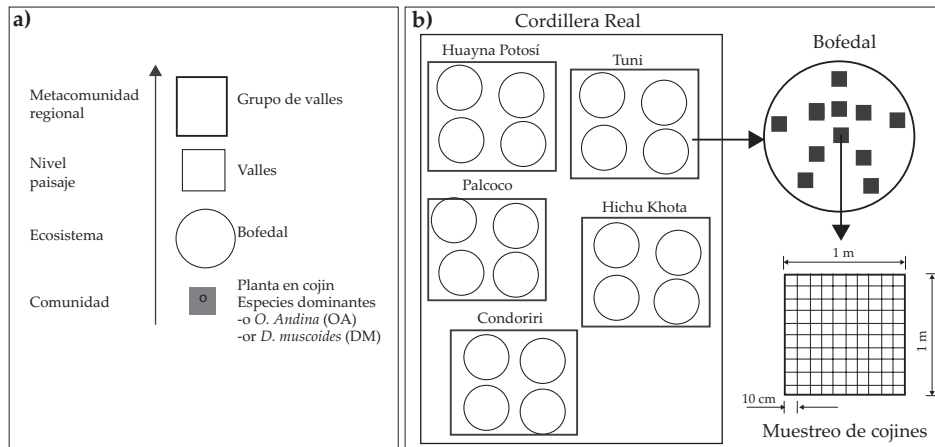 a)
Metacomunidad
regional
Grupo de valles
Nivel
paisaje
Valles
Ecosistema
Bofedal
Comunidad
o
Planta en cojin
Especies dominantes
-o O. Andina (OA)
-or D. muscoides (DM)
b)
Cordillera Real
Huayna Potosí
Tuni
Palcoco
Hichu Khota
Condoriri
Bofedal
1 m
1 m
10 cm
Muestreo de cojines